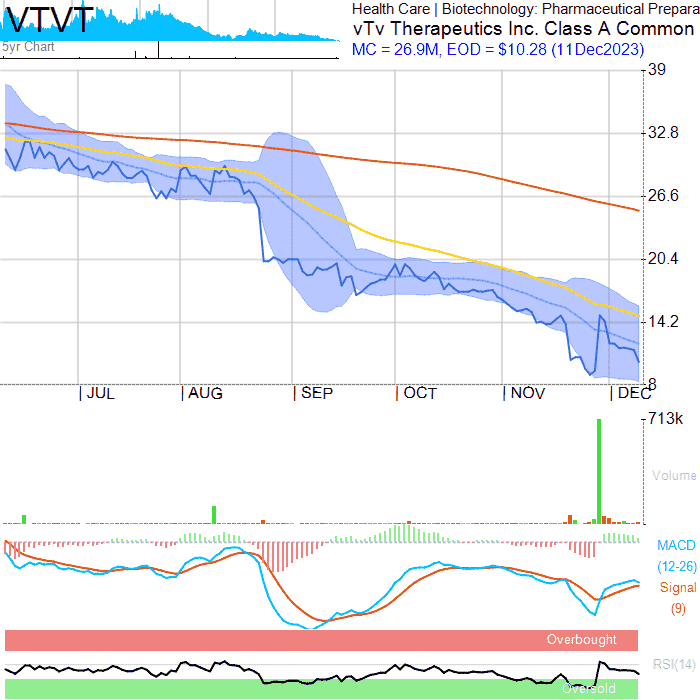 VTVT
5yr Chart
Health Care | Biotechnology: Pharmaceutical Prepara
vTv Therapeutics Inc. Class A Common
MC = 26.9M, EOD = $10.28 (11Dec2023)
39
32.8
26.6
20.4
14.2
8
JUL AUG SEP OCT NOV DEC
713k
Volume
MACD
(12-26)
Signal
(9)
Overbought
RSI(14)
Oversold